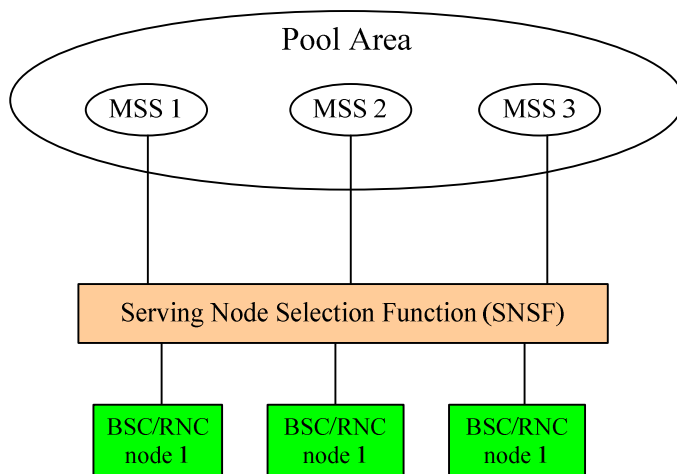 Pool Area
MSS 1
MSS 2
MSS 3
Serving Node Selection Function (SNSF)
BSC/RNC
node 1
BSC/RNC
node 1
BSC/RNC
node 1